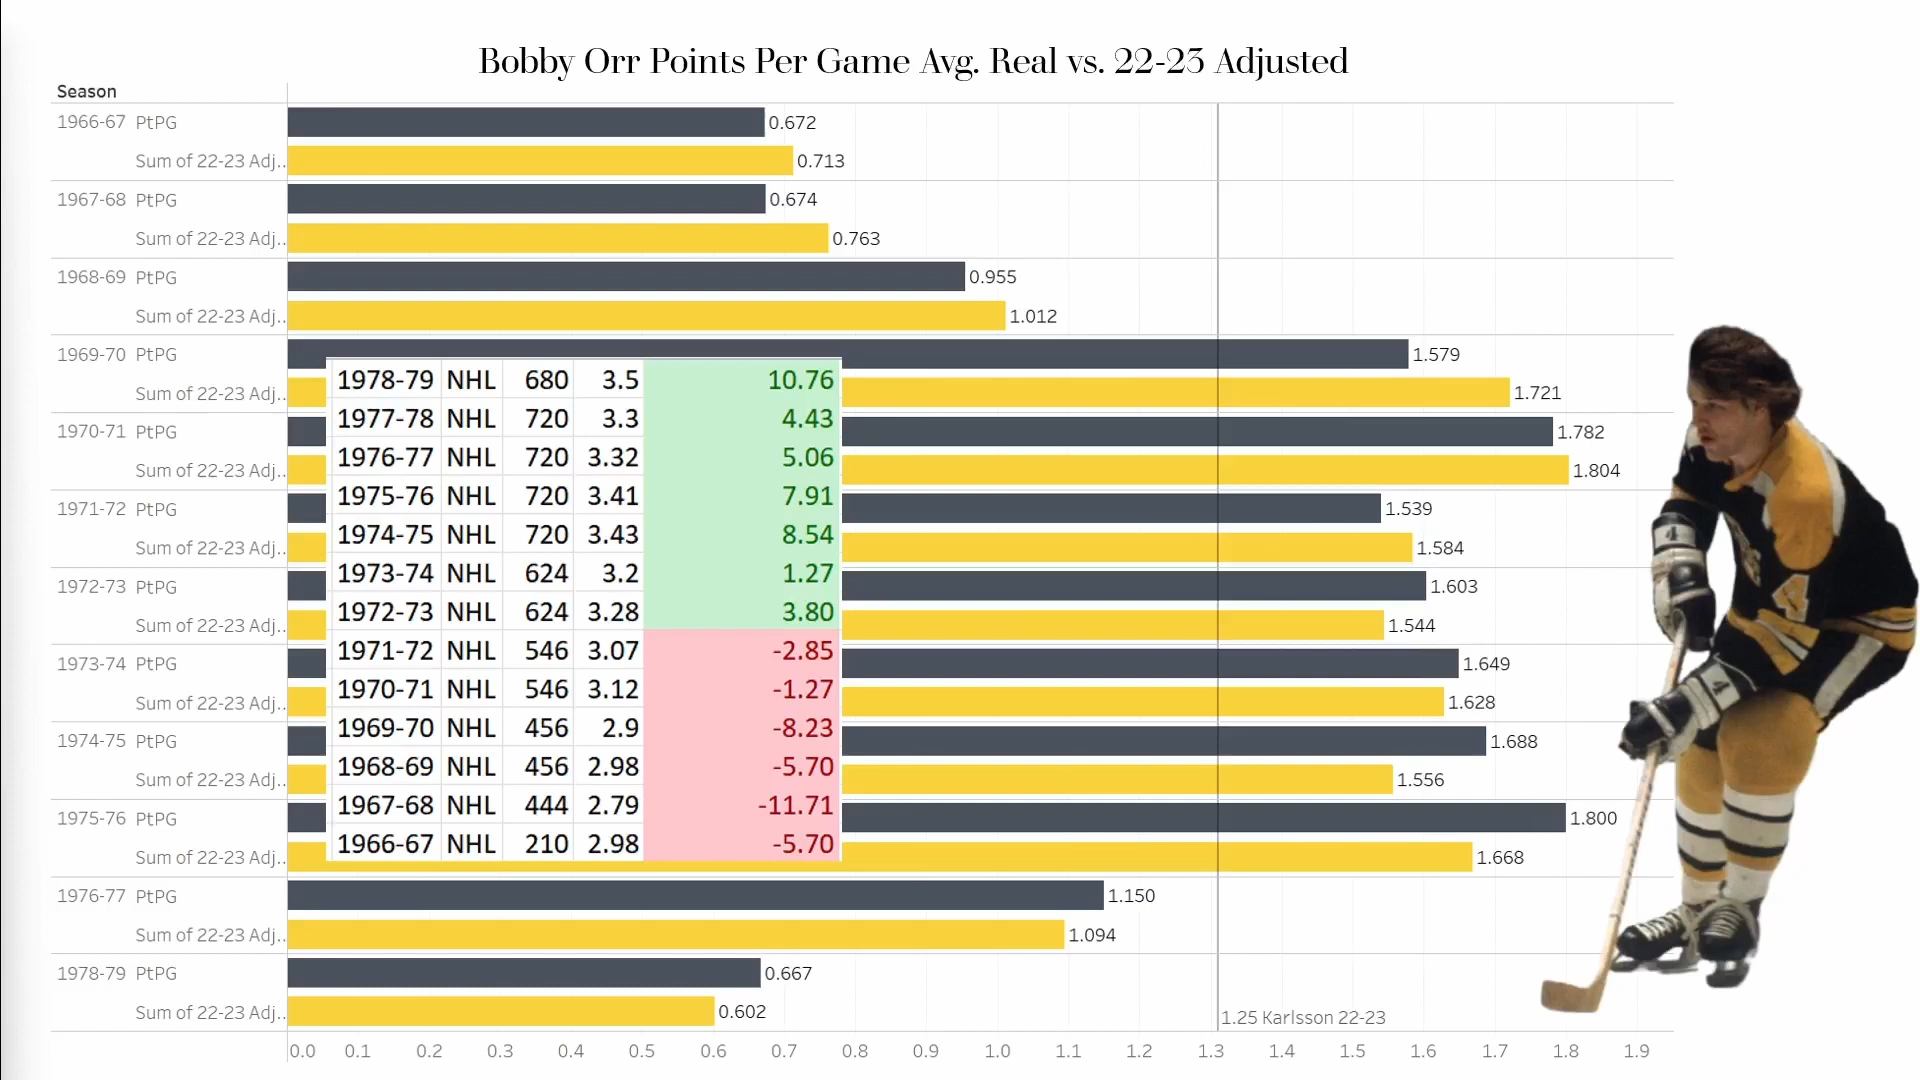 Bobby Orr Points Per Game Avg. Real vs. 22-23 Adjusted
Season
1966-67 PtPG 0.672
Sum of 22-23 Adj.. 0.713
1967-68 PtPG 0.674
Sum of 22-23 Adj.. 0.763
1968-69 PtPG 0.955
Sum of 22-23 Adj.. 1.012
1969-70 PtPG 1.579
Sum of 22-23 Adj.. 1.721
1970-71 PtPG 1.782
Sum of 22-23 Adj.. 1.804
1971-72 PtPG 1.539
Sum of 22-23 Adj.. 1.584
1972-73 PtPG 1.603
Sum of 22-23 Adj.. 1.544
1973-74 PtPG 1.649
Sum of 22-23 Adj.. 1.628
1974-75 PtPG 1.688
Sum of 22-23 Adj.. 1.556
1975-76 PtPG 1.800
Sum of 22-23 Adj.. 1.668
1976-77 PtPG 1.150
Sum of 22-23 Adj.. 1.094
1978-79 PtPG 0.667
Sum of 22-23 Adj.. 0.602
1978-79 NHL 680 3.5 10.76
1977-78 NHL 720 3.3 4.43
1976-77 NHL 720 3.32 5.06
1975-76 NHL 720 3.41 7.91
1974-75 NHL 720 3.43 8.54
1973-74 NHL 624 3.2 1.27
1972-73 NHL 624 3.28 3.80
1971-72 NHL 546 3.07 -2.85
1970-71 NHL 546 3.12 -1.27
1969-70 NHL 456 2.9 -8.23
1968-69 NHL 456 2.98 -5.70
1967-68 NHL 444 2.79 -11.71
1966-67 NHL 210 2.98 -5.70
1.25 Karlsson 22-23
0.0 0.1 0.2 0.3 0.4 0.5 0.6 0.7 0.8 0.9 1.0 1.1 1.2 1.3 1.4 1.5 1.6 1.7 1.8 1.9
4
4
4